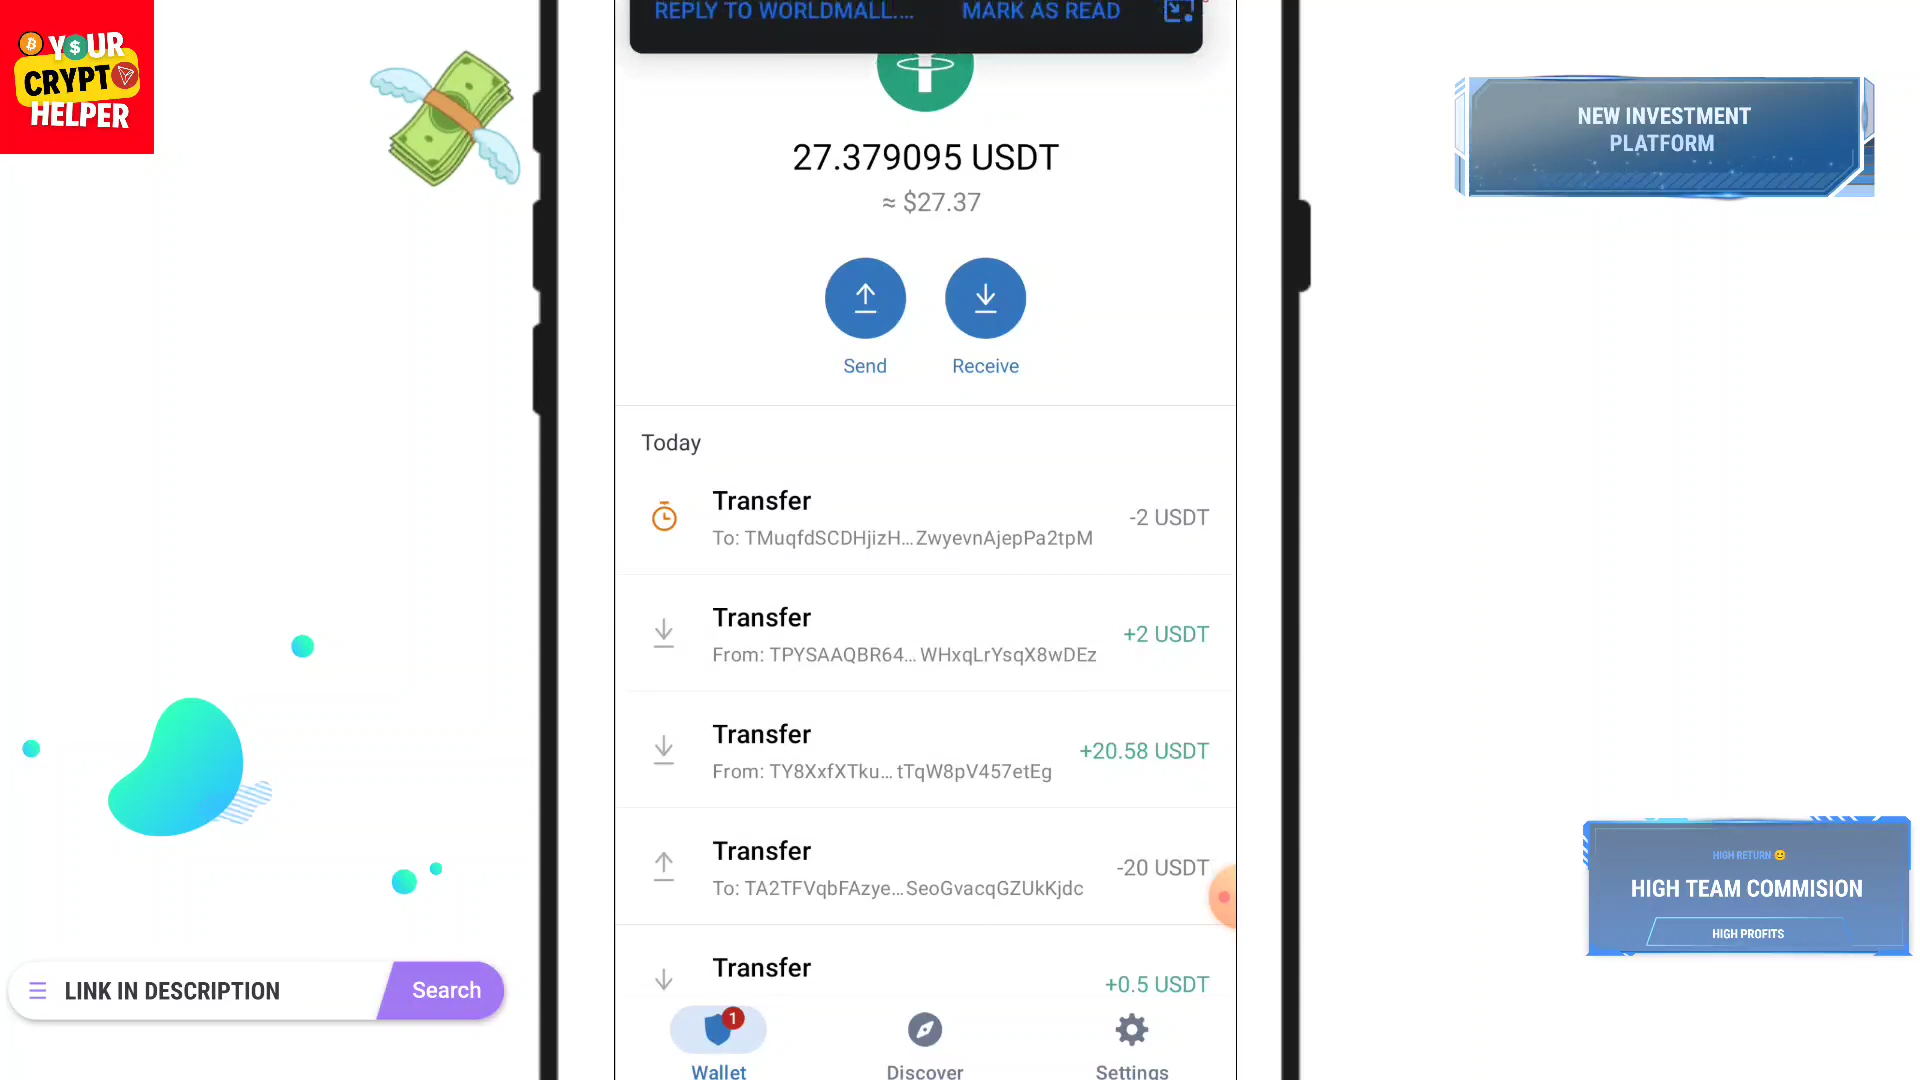 YOUR
CRYPT
HELPER
REPLY TO WORLDMALL....
MARK AS READ
27.379095 USDT
≈ $27.37
Send
Receive
Today
Transfer
-2 USDT
To: TMuqfdSCDHjizH...ZwyevnAjepPa2tpM
Transfer
+2 USDT
From: TPYSAAQBR64...WHxqLrYsqX8wDEz
Transfer
+20.58 USDT
From: TY8XxfXTku...tTqW8pV457etEg
Transfer
-20 USDT
To: TA2TFVqbFAzye...SeoGvacqGZUkKjdc
Transfer
+0.5 USDT
1
Wallet
Discover
Settings
NEW INVESTMENT
PLATFORM
HIGH RETURN 🙂
HIGH TEAM COMMISION
HIGH PROFITS
LINK IN DESCRIPTION
Search